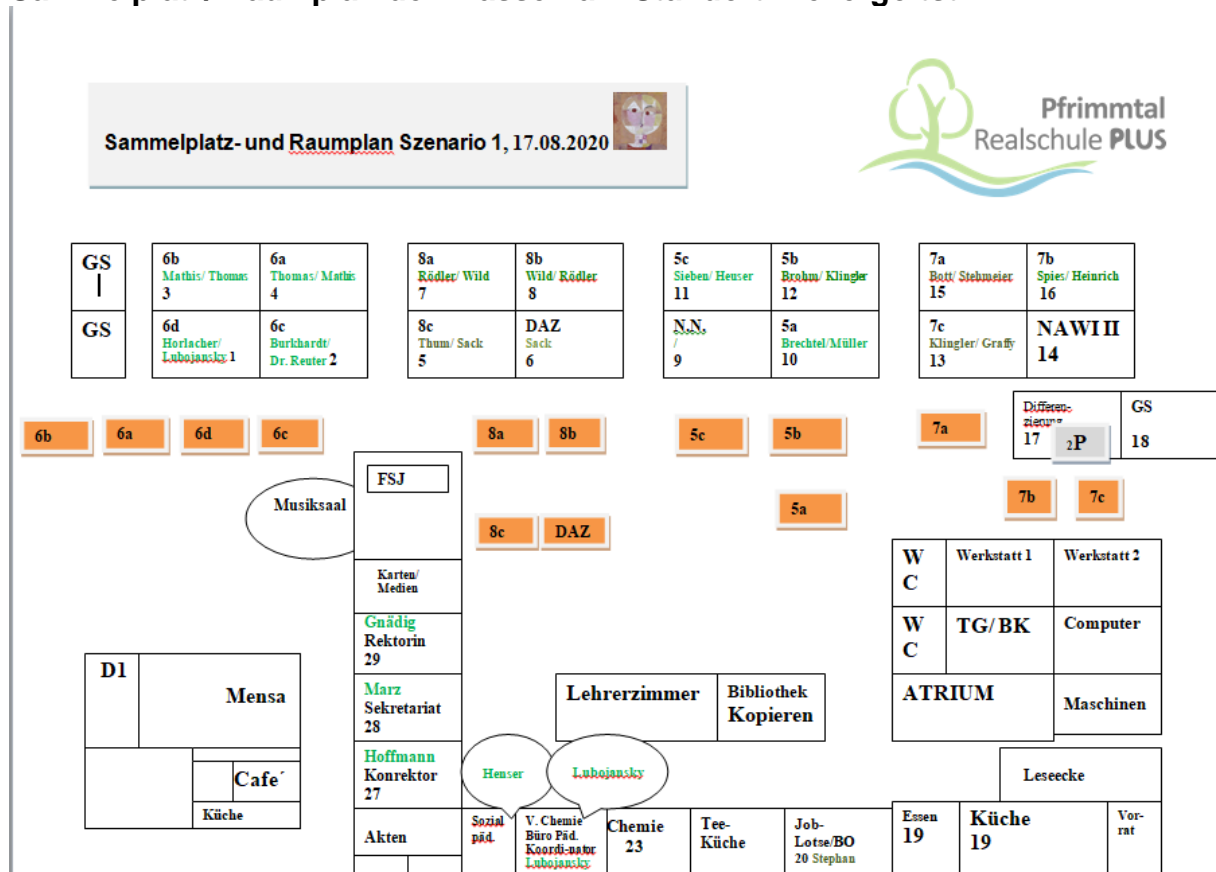 Sammelplatz- und Raumplan Szenario 1, 17.08.2020
Pfrimmtal
Realschule PLUS
GS
GS
6b
Mathis/ Thomas
3
6a
Thomas/ Mathis
4
6d
Horlacher/
Lubojansky 1
6c
Burkhardt/
Dr. Reuter 2
8a
Rödler/ Wild
7
8b
Wild/ Rödler
8
8c
Thum/ Sack
5
DAZ
Sack
6
5c
Sieben/ Heuser
11
5b
Brohm/ Klingler
12
N.N.
/
9
5a
Brechtel/Müller
10
7a
Bott/ Stehmeier
15
7b
Spies/ Heinrich
16
7c
Klingler/ Graffy
13
NAWI II
14
Differen-
zierung
17
2P
GS
18
6b
6a
6d
6c
8a
8b
5c
5b
7a
7b
7c
5a
8c
DAZ
Musiksaal
FSJ
Karten/
Medien
Gnädig
Rektorin
29
Marz
Sekretariat
28
Hoffmann
Konrektor
27
Akten
D1
Mensa
Cafe´
Küche
Lehrerzimmer
Bibliothek
Kopieren
Heuser
Lubojansky
Sozial
päd.
V. Chemie
Büro Päd.
Koordi-nator
Lubojansky
Chemie
23
Tee-
Küche
Job-
Lotse/BO
20 Stephan
W
C
Werkstatt 1
Werkstatt 2
W
C
TG/ BK
Computer
ATRIUM
Maschinen
Leseecke
Essen
19
Küche
19
Vor-
rat